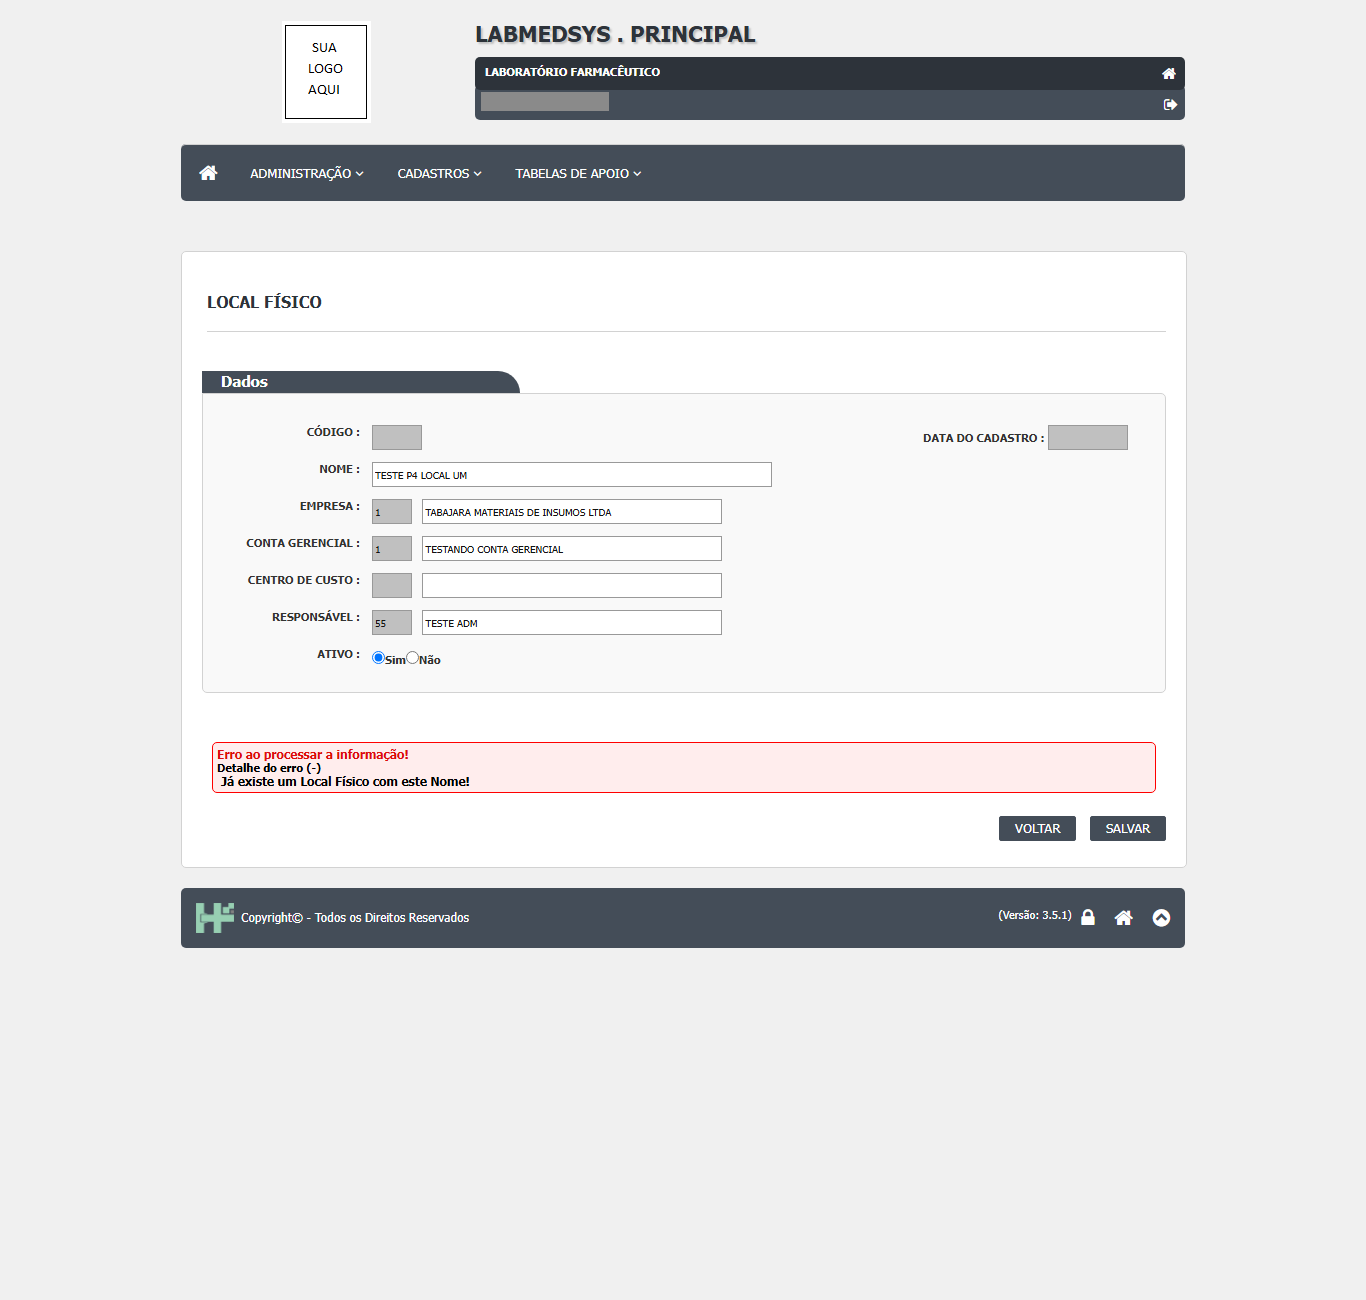 SUA
LOGO
AQUI
LABMEDSYS . PRINCIPAL
LABORATÓRIO FARMACÊUTICO
ADMINISTRAÇÃO CADASTROS TABELAS DE APOIO
LOCAL FÍSICO
Dados
CÓDIGO : DATA DO CADASTRO :
NOME : TESTE P4 LOCAL UM
EMPRESA : 1 TABAJARA MATERIAIS DE INSUMOS LTDA
CONTA GERENCIAL : 1 TESTANDO CONTA GERENCIAL
CENTRO DE CUSTO :
RESPONSÁVEL : 55 TESTE ADM
ATIVO : Sim Não
Erro ao processar a informação!
Detalhe do erro (-)
Já existe um Local Físico com este Nome!
VOLTAR SALVAR
Copyright© - Todos os Direitos Reservados (Versão: 3.5.1)